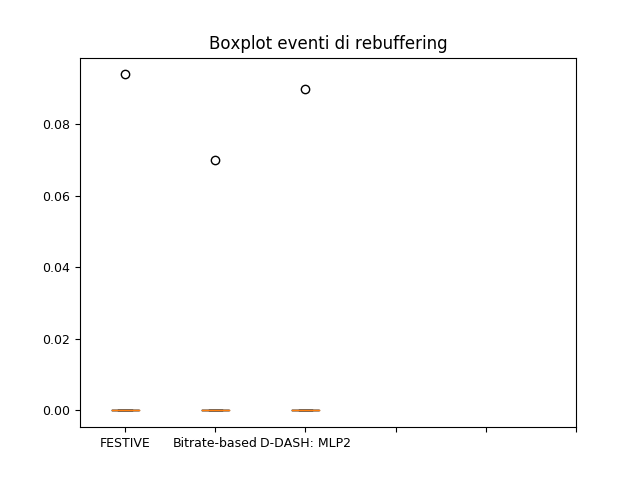 Boxplot eventi di rebuffering
0.08
0.06
0.04
0.02
0.00
FESTIVE Bitrate-based D-DASH: MLP2